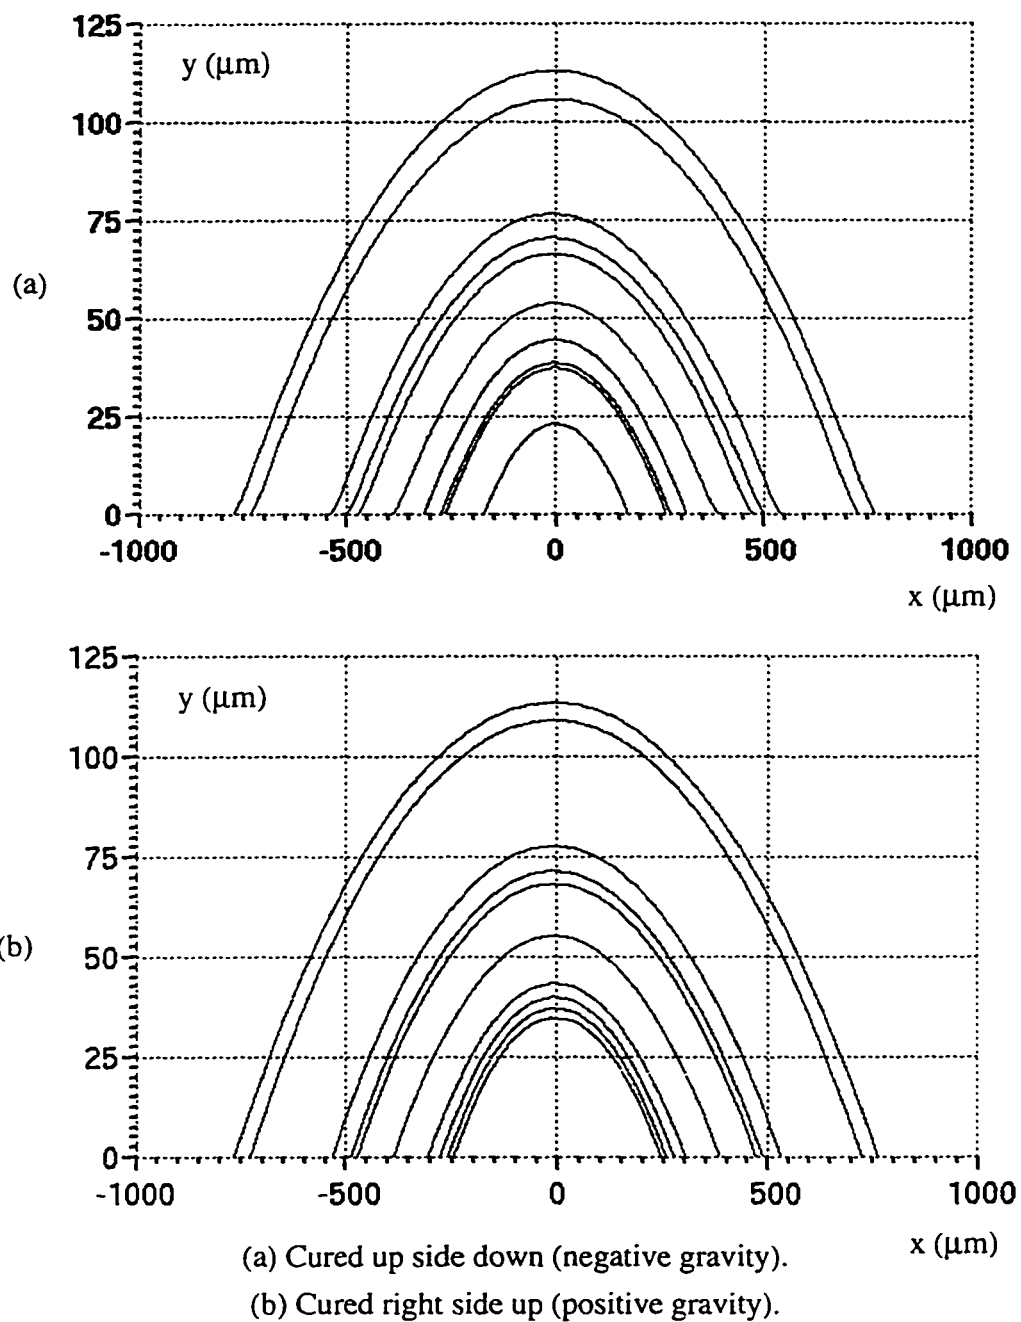 125
y (μm)
100
75
(a)
50
25
0
-1000 -500 0 500 1000
x (μm)
125
y (μm)
100
75
(b)
50
25
0
-1000 -500 0 500 1000
x (μm)
(a) Cured up side down (negative gravity).
(b) Cured right side up (positive gravity).